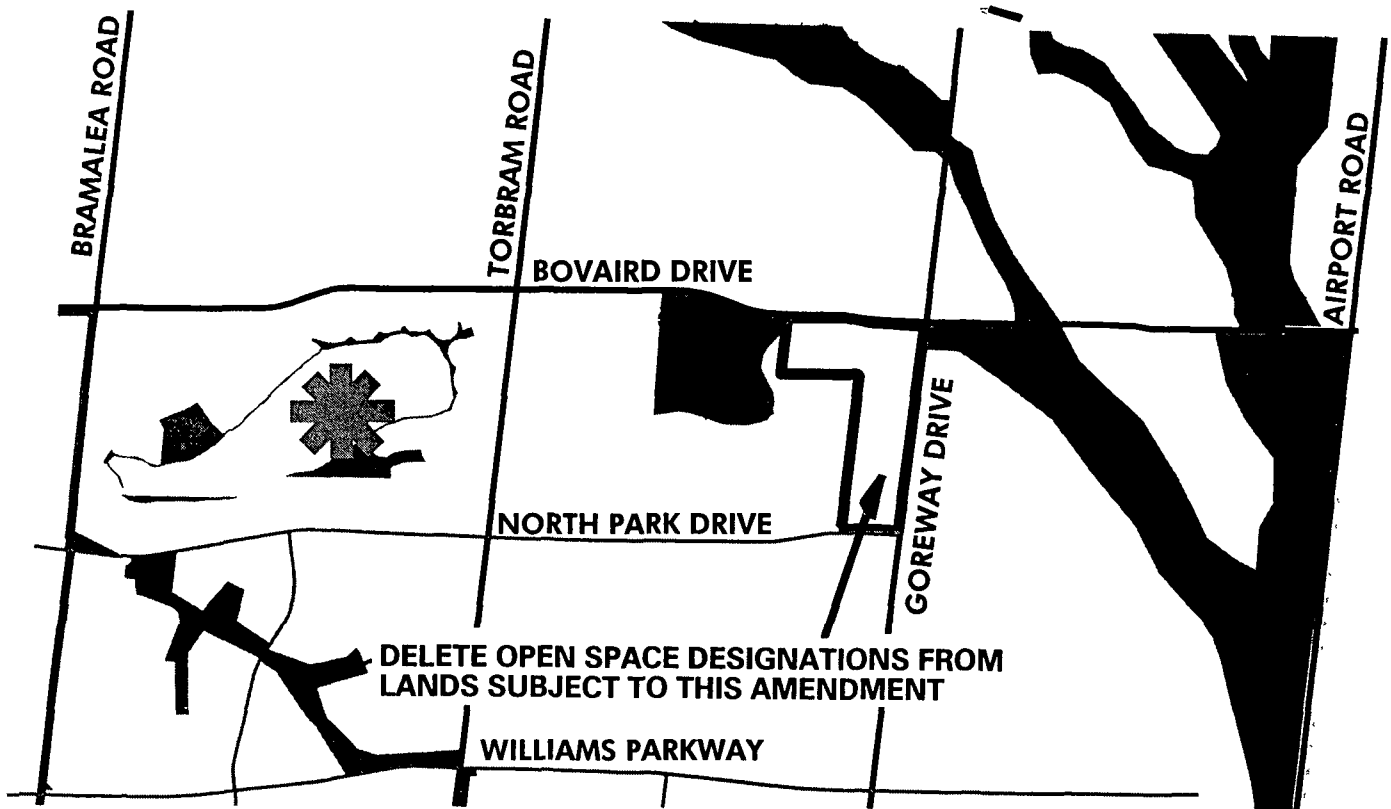 BRAMALEA ROAD
TORBRAM ROAD
AIRPORT ROAD
BOVAIRD DRIVE
GOREWAY DRIVE
NORTH PARK DRIVE
DELETE OPEN SPACE DESIGNATIONS FROM
LANDS SUBJECT TO THIS AMENDMENT
WILLIAMS PARKWAY